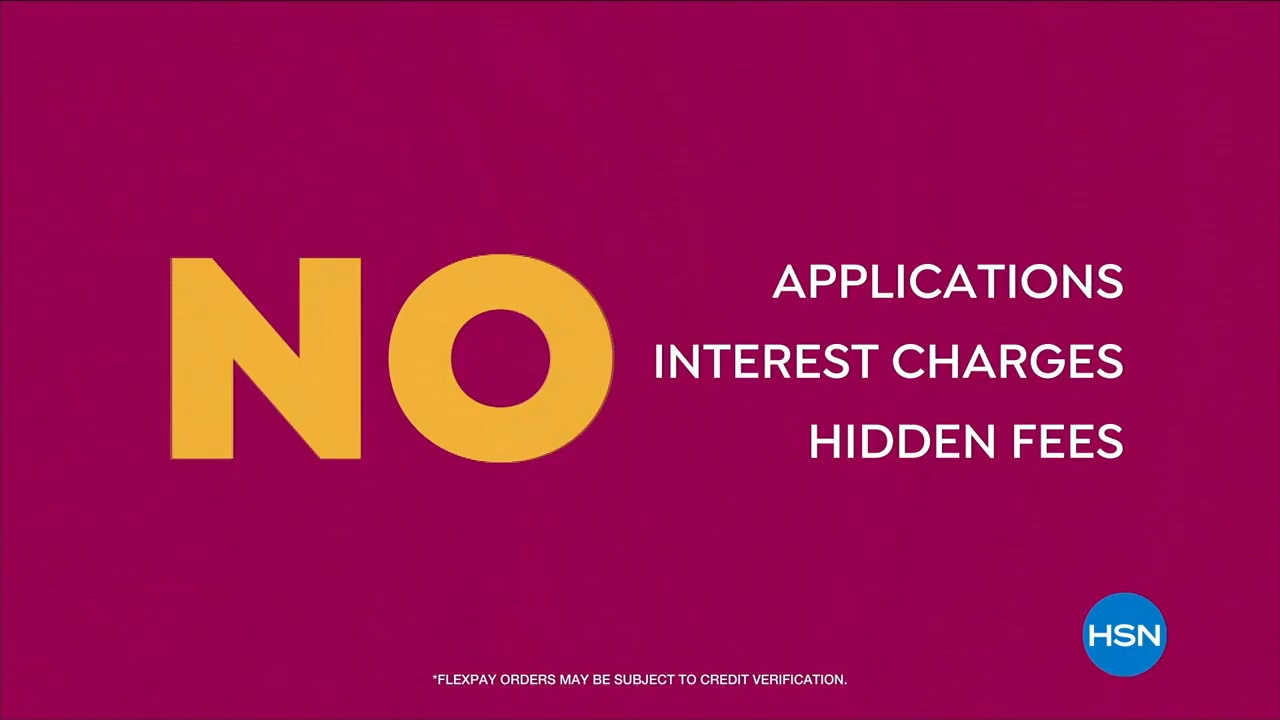 NO
APPLICATIONS
INTEREST CHARGES
HIDDEN FEES
HSN
*FLEXPAY ORDERS MAY BE SUBJECT TO CREDIT VERIFICATION.